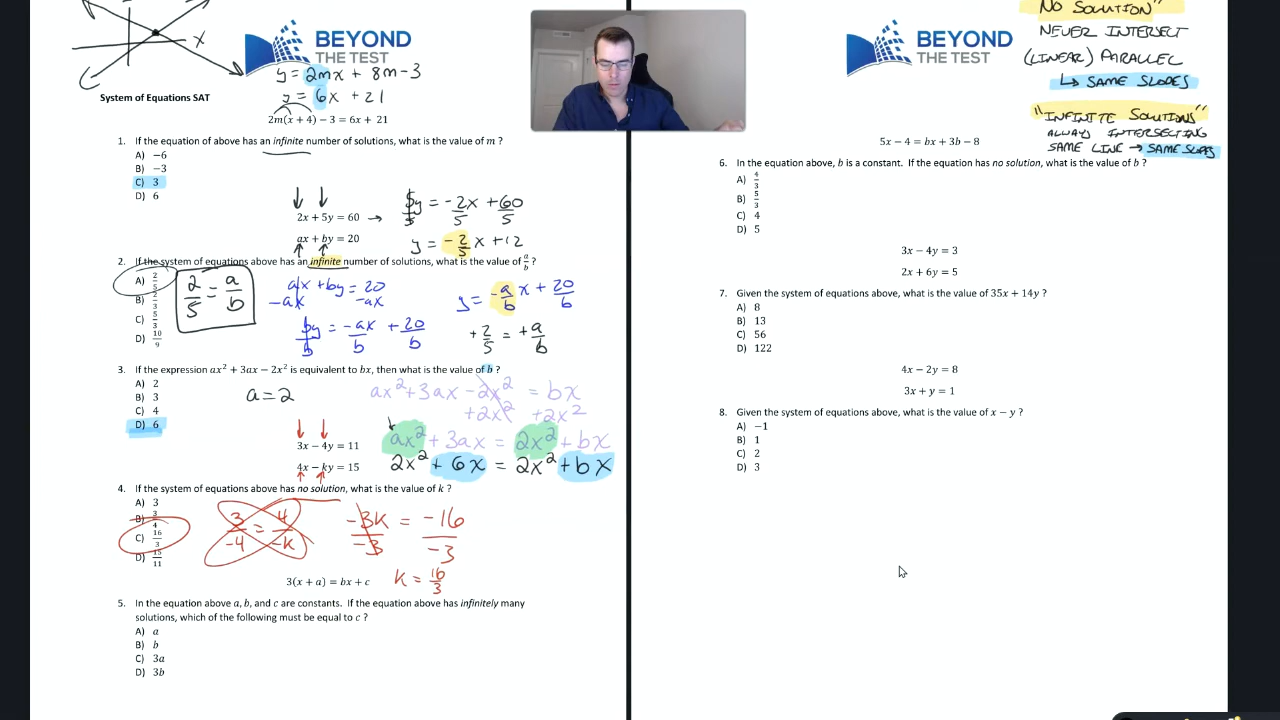 X
BEYOND
THE TEST
y = 2mx + 8m - 3
y = 6x + 21
System of Equations SAT
2m(x + 4) − 3 = 6x + 21
1. If the equation of above has an infinite number of solutions, what is the value of m ?
A) −6
B) −3
C) 3
D) 6
2x + 5y = 60 → 5y/5 = -2x/5 + 60/5
ax + by = 20
y = -2/5 x + 12
2. If the system of equations above has an infinite number of solutions, what is the value of a/b ?
A) 2/5
B) 2/3
C) 5/3
D) 10/9
2/5 = a/b
ax + by = 20
-ax -ax
by/b = -ax/b + 20/b
y = -a/b x + 20/b
+2/5 = +a/b
3. If the expression ax² + 3ax − 2x² is equivalent to bx, then what is the value of b ?
A) 2
B) 3
C) 4
D) 6
a = 2
ax² + 3ax - 2x² = bx
+2x² +2x²
ax² + 3ax = 2x² + bx
2x² + 6x = 2x² + bx
3x − 4y = 11
4x − ky = 15
4. If the system of equations above has no solution, what is the value of k ?
A) 3
B) 3/4
C) 16/3
D) 15/11
3/-4 = 4/-k
-3k/-3 = -16/-3
k = 16/3
3(x + a) = bx + c
5. In the equation above a, b, and c are constants. If the equation above has infinitely many
solutions, which of the following must be equal to c ?
A) a
B) b
C) 3a
D) 3b
BEYOND
THE TEST
NO SOLUTION"
NEVER INTERSECT
(LINEAR) PARALLEL
↳ SAME SLOPES
"INFINITE SOLUTIONS"
ALWAYS INTERSECTING
SAME LINE → SAME SLOPES
5x − 4 = bx + 3b − 8
6. In the equation above, b is a constant. If the equation has no solution, what is the value of b ?
A) 4/3
B) 5/3
C) 4
D) 5
3x − 4y = 3
2x + 6y = 5
7. Given the system of equations above, what is the value of 35x + 14y ?
A) 8
B) 13
C) 56
D) 122
4x − 2y = 8
3x + y = 1
8. Given the system of equations above, what is the value of x − y ?
A) −1
B) 1
C) 2
D) 3